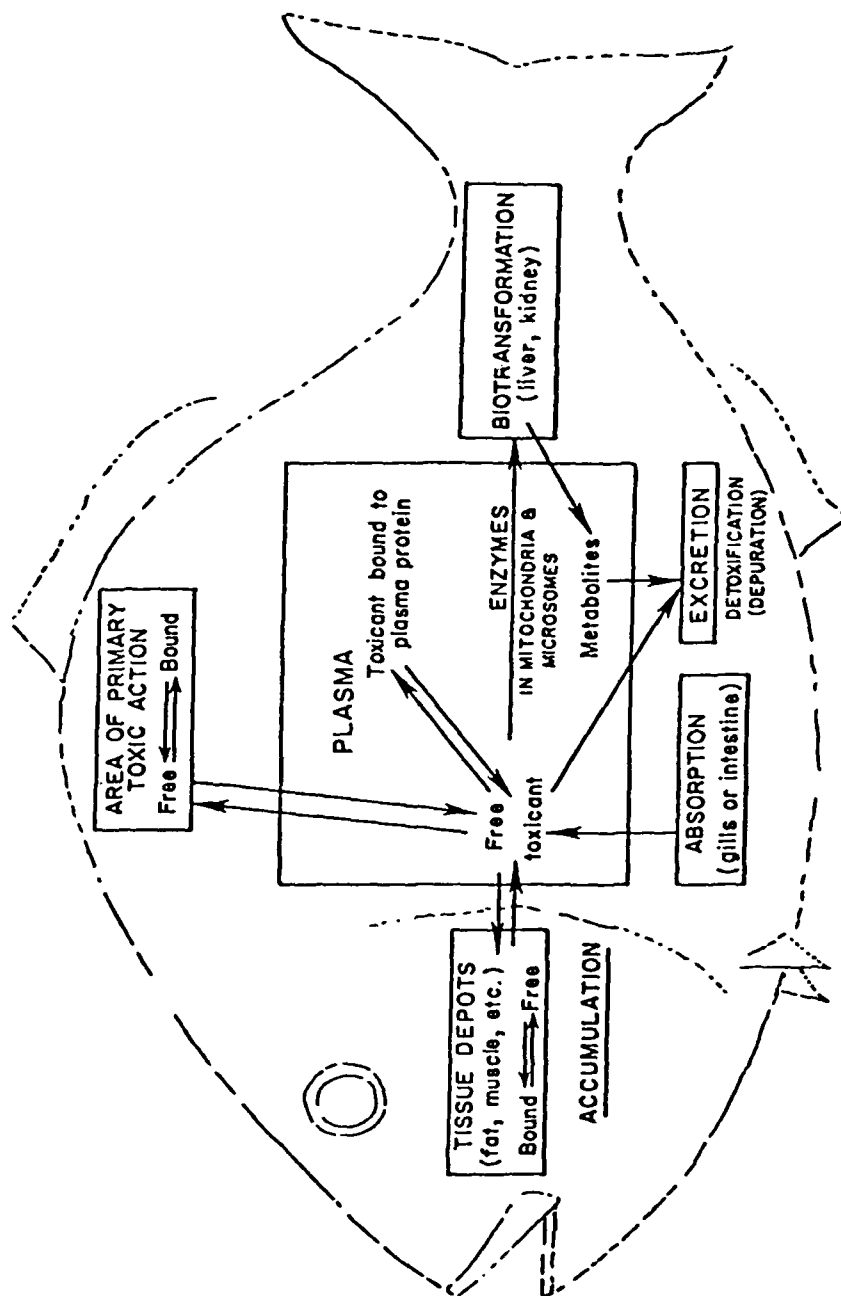 AREA OF PRIMARY
TOXIC ACTION
Free Bound
PLASMA
Toxicant bound to
plasma protein
TISSUE DEPOTS
(fat, muscle, etc.)
Bound Free
ACCUMULATION
Free
toxicant
ENZYMES
IN MITOCHONDRIA &
MICROSOMES
BIOTRANSFORMATION
(liver, kidney)
Metabolites
ABSORPTION
(gills or intestine)
EXCRETION
DETOXIFICATION
(DEPURATION)